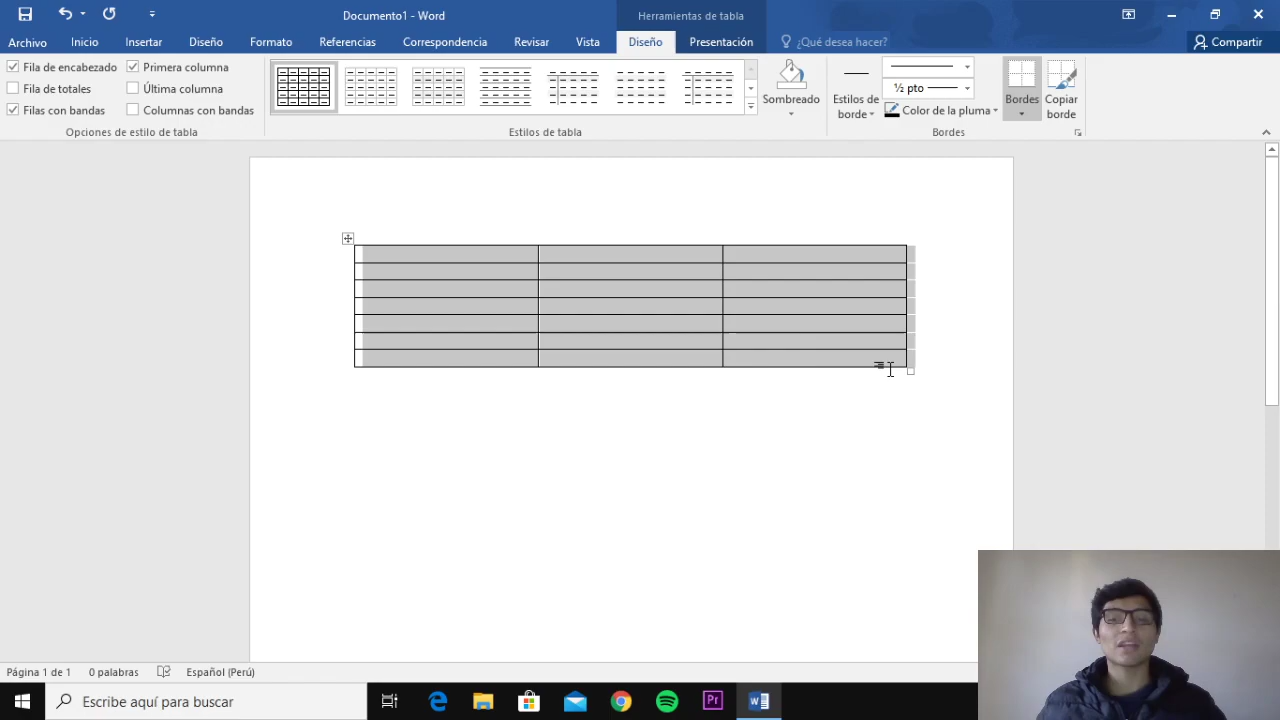 Documento1 - Word
Herramientas de tabla
Archivo
Inicio
Insertar
Diseño
Formato
Referencias
Correspondencia
Revisar
Vista
Diseño
Presentación
¿Qué desea hacer?
Compartir
Fila de encabezado
Primera columna
Fila de totales
Última columna
Filas con bandas
Columnas con bandas
Opciones de estilo de tabla
Estilos de tabla
Sombreado
Estilos de
borde
½ pto
Color de la pluma
Bordes
Copiar
borde
Bordes
Página 1 de 1
0 palabras
Español (Perú)
Escribe aquí para buscar
Pr